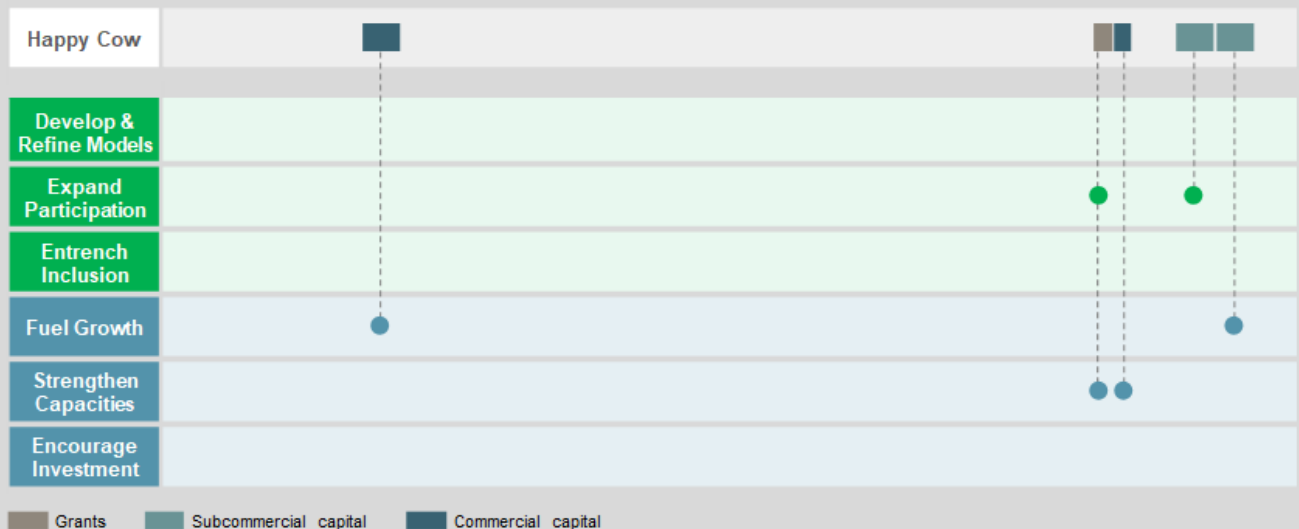 Happy Cow
Develop &
Refine Models
Expand
Participation
Entrench
Inclusion
Fuel Growth
Strengthen
Capacities
Encourage
Investment
Grants Subcommercial capital Commercial capital